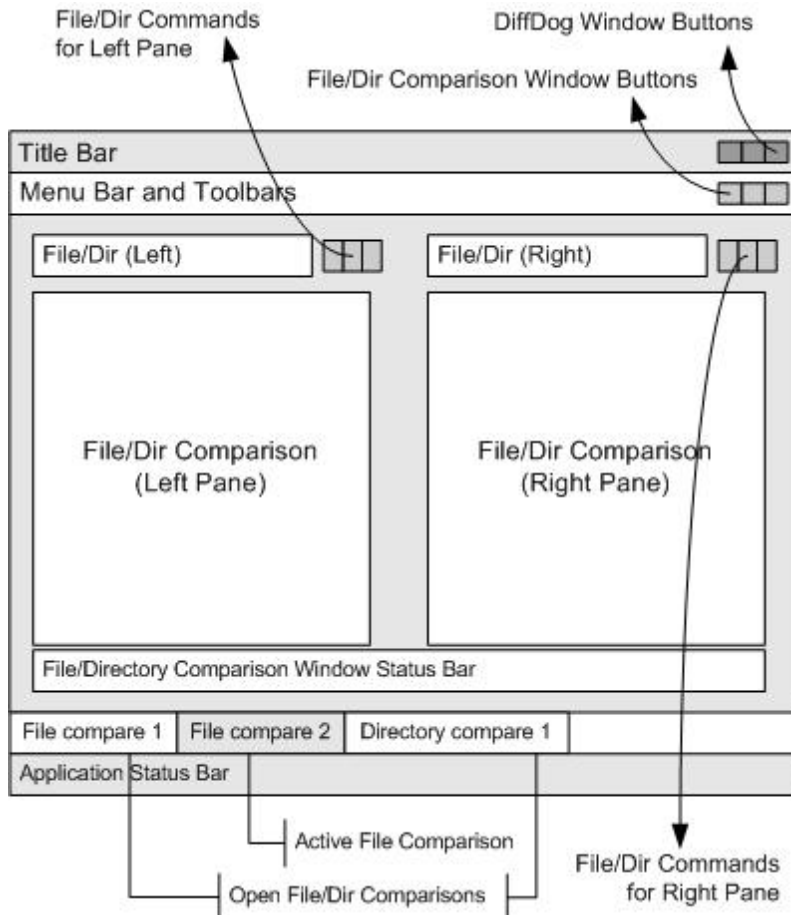 File/Dir Commands
for Left Pane
DiffDog Window Buttons
File/Dir Comparison Window Buttons
Title Bar
Menu Bar and Toolbars
File/Dir (Left)
File/Dir (Right)
File/Dir Comparison
(Left Pane)
File/Dir Comparison
(Right Pane)
File/Directory Comparison Window Status Bar
File compare 1
File compare 2
Directory compare 1
Application Status Bar
Active File Comparison
Open File/Dir Comparisons
File/Dir Commands
for Right Pane